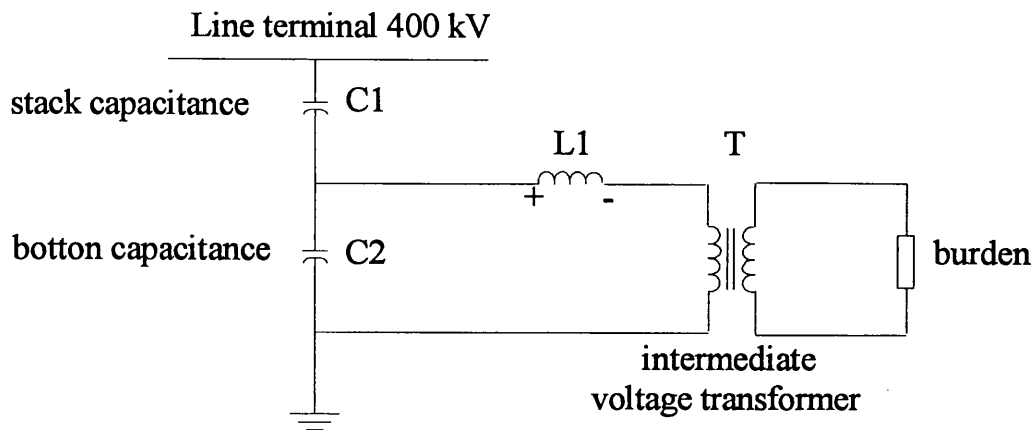 Line terminal 400 kV
stack capacitance
C1
L1
T
+
-
botton capacitance
C2
burden
intermediate
voltage transformer